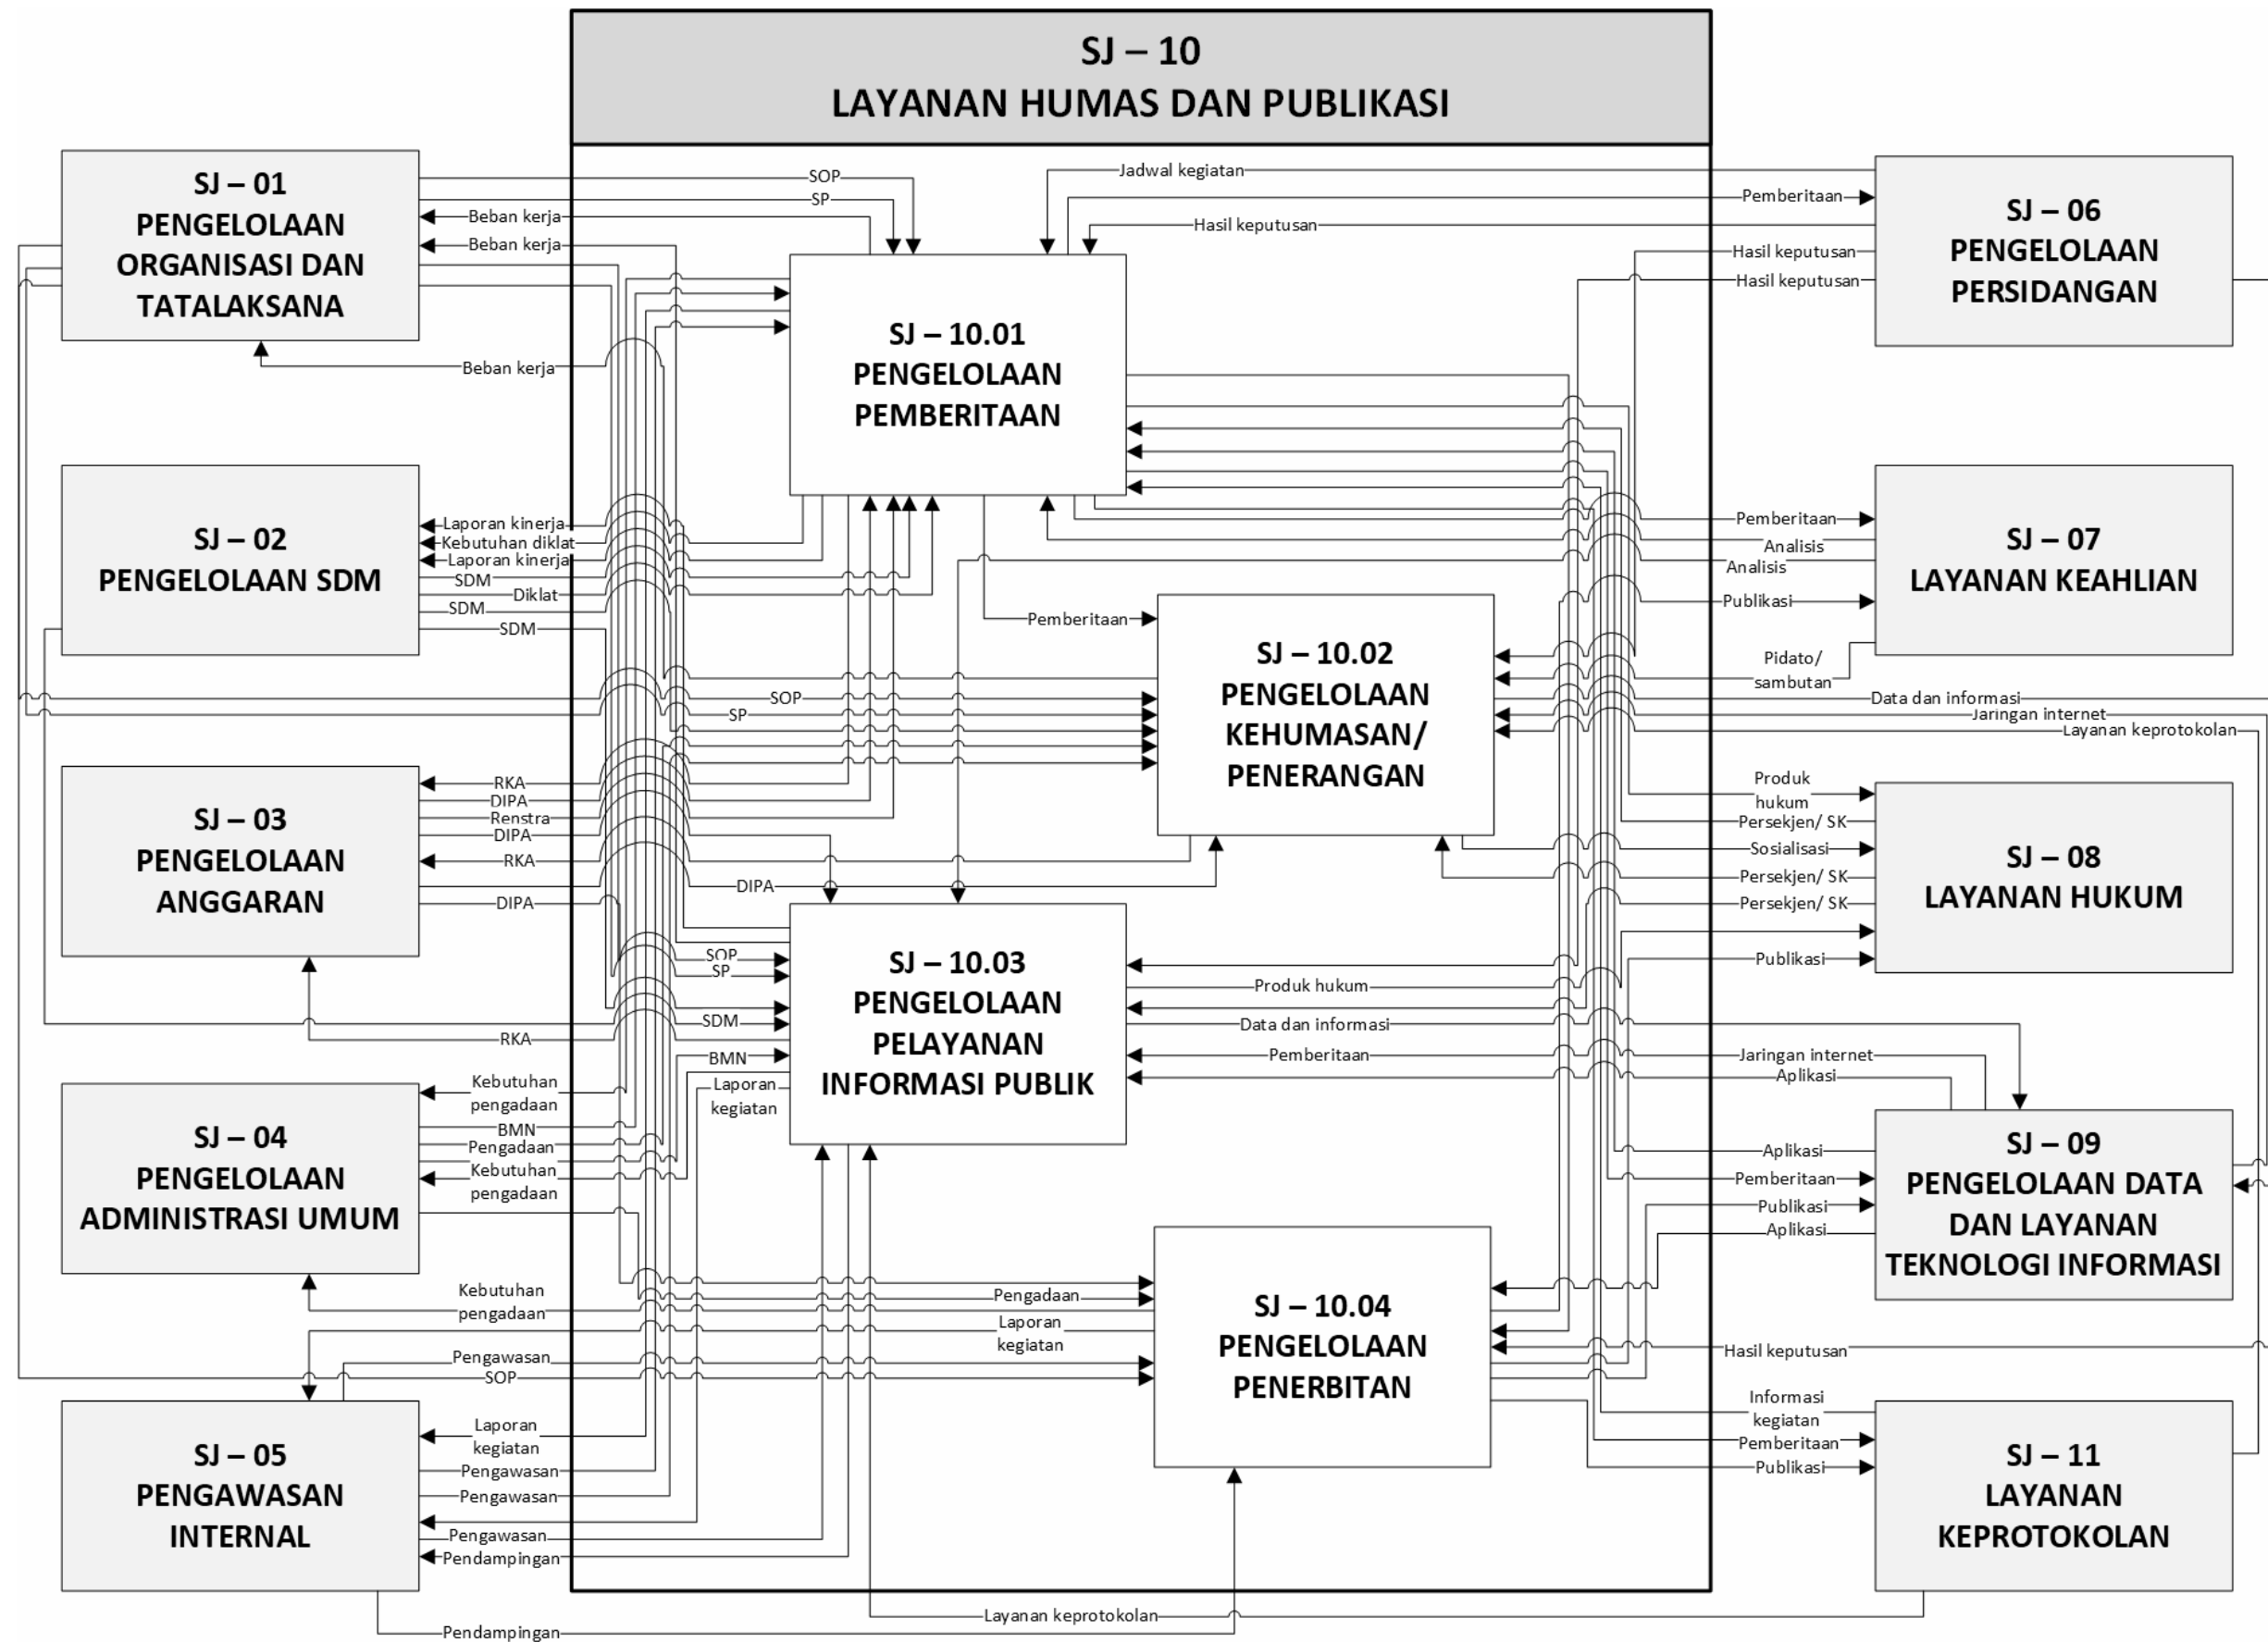 SJ – 10
LAYANAN HUMAS DAN PUBLIKASI
SJ – 01
PENGELOLAAN
ORGANISASI DAN
TATALAKSANA
SJ – 02
PENGELOLAAN SDM
SJ – 03
PENGELOLAAN
ANGGARAN
SJ – 04
PENGELOLAAN
ADMINISTRASI UMUM
SJ – 05
PENGAWASAN
INTERNAL
SOP
SP
Beban kerja
Beban kerja
Beban kerja
Laporan kinerja
Kebutuhan diklat
Laporan kinerja
SDM
Diklat
SDM
SDM
SOP
SP
RKA
DIPA
Renstra
DIPA
RKA
DIPA
DIPA
SOP
SP
SDM
RKA
BMN
Laporan
kegiatan
Kebutuhan
pengadaan
BMN
Pengadaan
Kebutuhan
pengadaan
Kebutuhan
pengadaan
Pengadaan
Laporan
kegiatan
Pengawasan
SOP
Laporan
kegiatan
Pengawasan
Pengawasan
Pengawasan
Pendampingan
Pendampingan
Layanan keprotokolan
SJ – 10.01
PENGELOLAAN
PEMBERITAAN
Pemberitaan
SJ – 10.02
PENGELOLAAN
KEHUMASAN/
PENERANGAN
SJ – 10.03
PENGELOLAAN
PELAYANAN
INFORMASI PUBLIK
SJ – 10.04
PENGELOLAAN
PENERBITAN
Jadwal kegiatan
Pemberitaan
Hasil keputusan
Hasil keputusan
Hasil keputusan
Pemberitaan
Analisis
Analisis
Publikasi
Pidato/
sambutan
Data dan informasi
Jaringan internet
Layanan keprotokolan
Produk
hukum
Persekjen/ SK
Sosialisasi
Persekjen/ SK
Persekjen/ SK
Publikasi
Produk hukum
Data dan informasi
Pemberitaan
Jaringan internet
Aplikasi
Aplikasi
Pemberitaan
Publikasi
Aplikasi
Hasil keputusan
Informasi
kegiatan
Pemberitaan
Publikasi
SJ – 06
PENGELOLAAN
PERSIDANGAN
SJ – 07
LAYANAN KEAHLIAN
SJ – 08
LAYANAN HUKUM
SJ – 09
PENGELOLAAN DATA
DAN LAYANAN
TEKNOLOGI INFORMASI
SJ – 11
LAYANAN
KEPROTOKOLAN